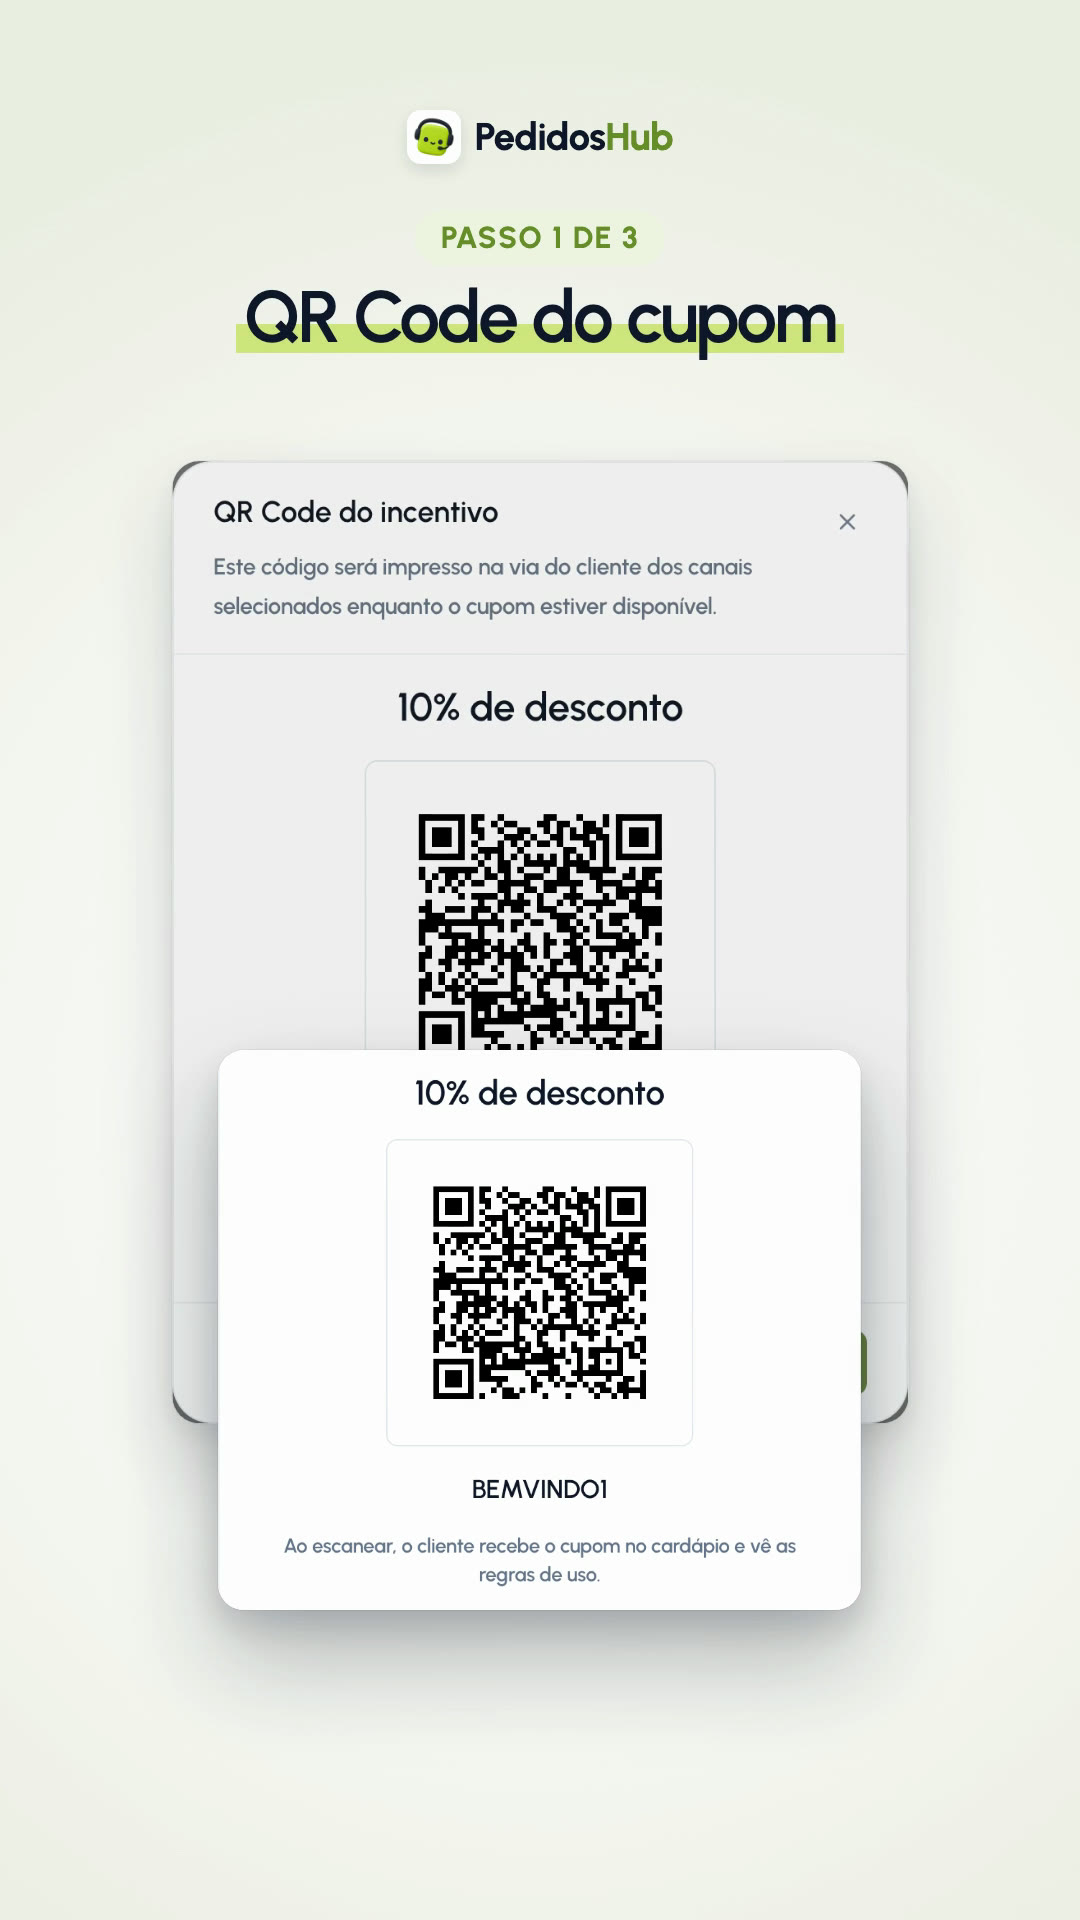 PedidosHub
PASSO 1 DE 3
QR Code do cupom
QR Code do incentivo
Este código será impresso na via do cliente dos canais
selecionados enquanto o cupom estiver disponível.
10% de desconto
10% de desconto
BEMVINDO1
Ao escanear, o cliente recebe o cupom no cardápio e vê as
regras de uso.